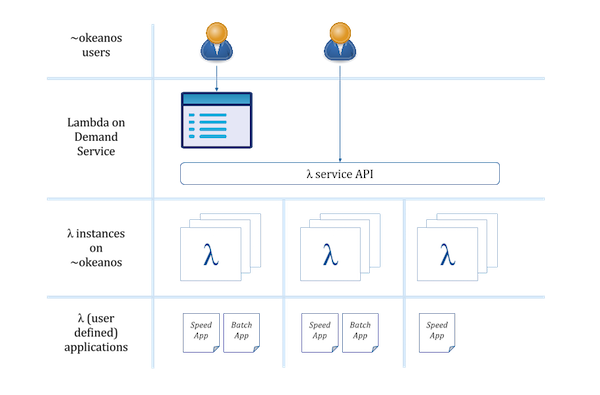 ~okeanos
users
Lambda on
Demand
Service
λ service API
λ instances
on
~okeanos
λ
λ
λ
λ (user
defined)
applications
Speed
App
Batch
App
Speed
App
Batch
App
Speed
App